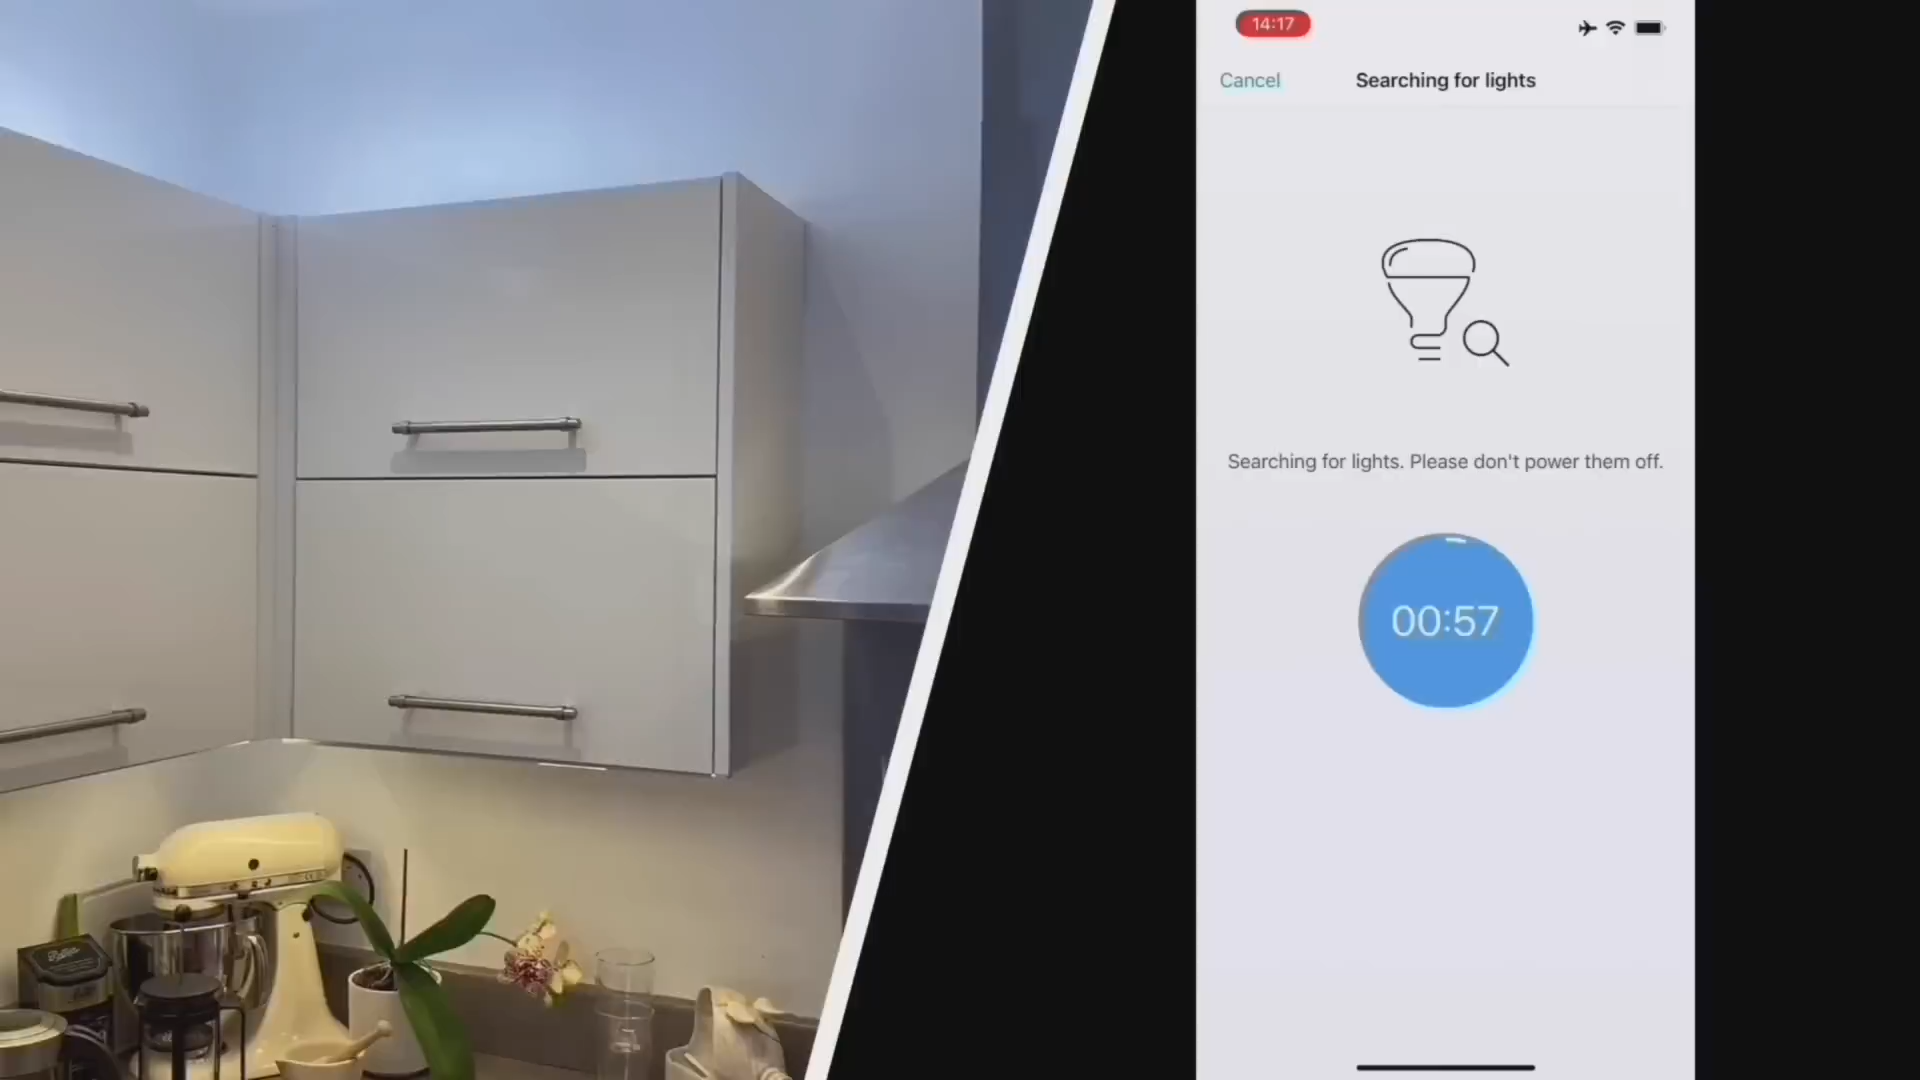 14:17
Cancel
Searching for lights
Searching for lights. Please don't power them off.
00:57